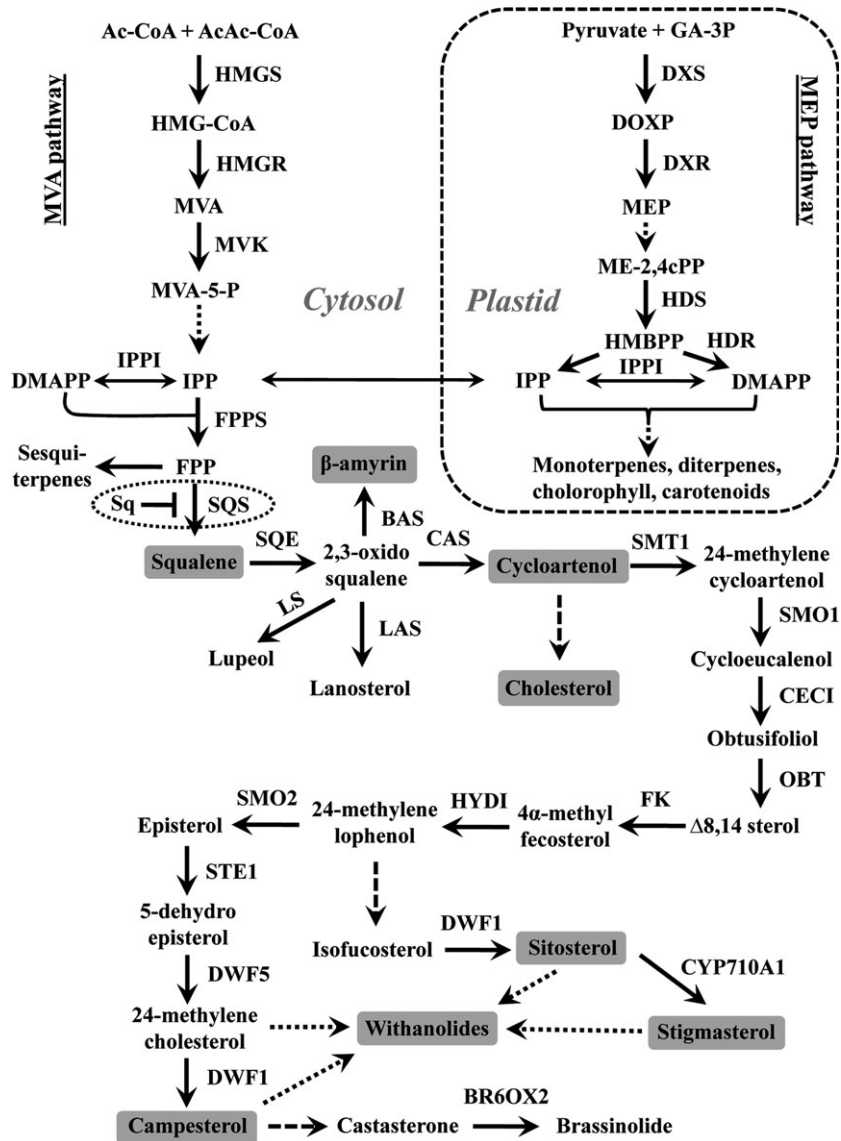 Ac-CoA + AcAc-CoA
HMGS
HMG-CoA
HMGR
MVA
MVK
MVA-5-P
MVA pathway
Pyruvate + GA-3P
DXS
DOXP
DXR
MEP
ME-2,4cPP
HDS
HMBPP
HDR
MEP pathway
Cytosol
Plastid
DMAPP
IPPI
IPP
FPPS
IPP
IPPI
DMAPP
Monoterpenes, diterpenes,
cholorophyll, carotenoids
Sesqui-
terpenes
FPP
Sq
SQS
β-amyrin
BAS
Squalene
SQE
2,3-oxido
squalene
CAS
Cycloartenol
SMT1
24-methylene
cycloartenol
LS
Lupeol
LAS
Lanosterol
Cholesterol
SMO1
Cycloeucalenol
CECI
Obtusifoliol
OBT
Δ8,14 sterol
FK
4α-methyl
fecosterol
HYDI
24-methylene
lophenol
SMO2
Episterol
STE1
5-dehydro
episterol
DWF5
24-methylene
cholesterol
DWF1
Campesterol
Isofucosterol
DWF1
Sitosterol
CYP710A1
Stigmasterol
Withanolides
Castasterone
BR6OX2
Brassinolide